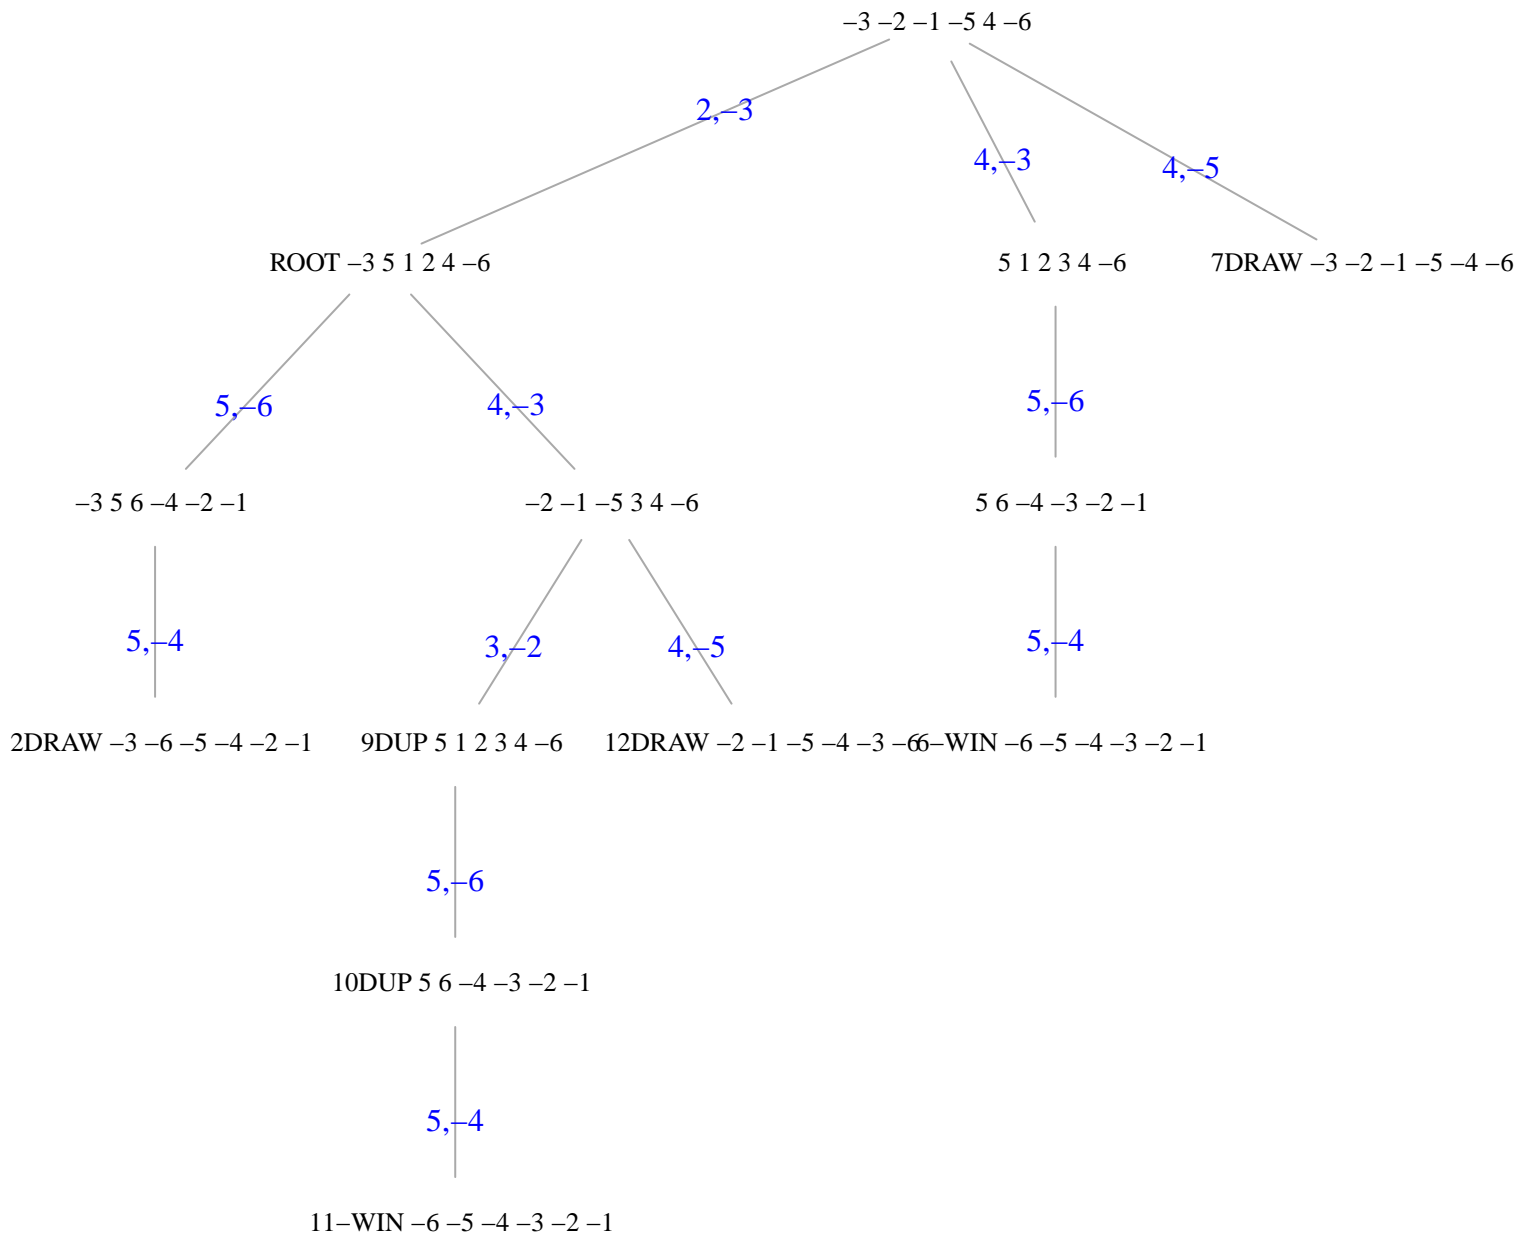 –3 –2 –1 –5 4 –6
2,–3
4,–3
4,–5
ROOT –3 5 1 2 4 –6
5 1 2 3 4 –6
7DRAW –3 –2 –1 –5 –4 –6
5,–6
4,–3
5,–6
–3 5 6 –4 –2 –1
–2 –1 –5 3 4 –6
5 6 –4 –3 –2 –1
5,–4
3,–2
4,–5
5,–4
2DRAW –3 –6 –5 –4 –2 –1
9DUP 5 1 2 3 4 –6
12DRAW –2 –1 –5 –4 –3 –6
6–WIN –6 –5 –4 –3 –2 –1
5,–6
10DUP 5 6 –4 –3 –2 –1
5,–4
11–WIN –6 –5 –4 –3 –2 –1